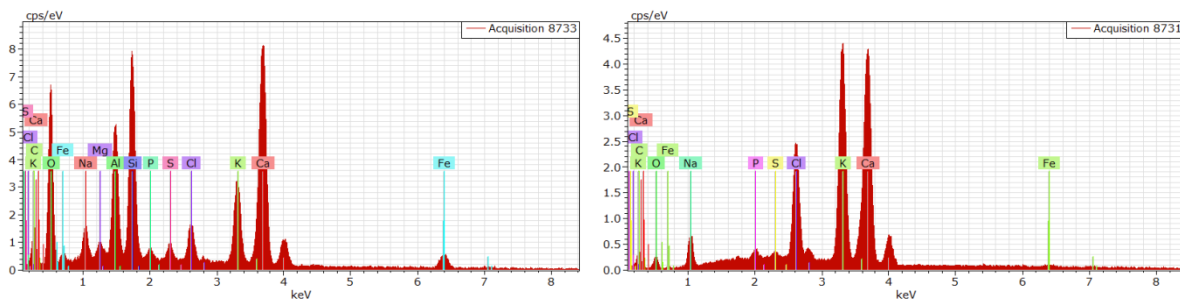 cps/eV
Acquisition 8733
8
7
6
5
4
3
2
1
0
S
Ca
Cl
C
Fe
Mg
K
O
Na
Al
Si
P
S
Cl
K
Ca
Fe
1 2 3 4 5 6 7 8
keV
cps/eV
Acquisition 8731
4.5
4.0
3.5
3.0
2.5
2.0
1.5
1.0
0.5
0.0
S
Ca
Cl
C
Fe
K
O
Na
P
S
Cl
K
Ca
Fe
1 2 3 4 5 6 7 8
keV